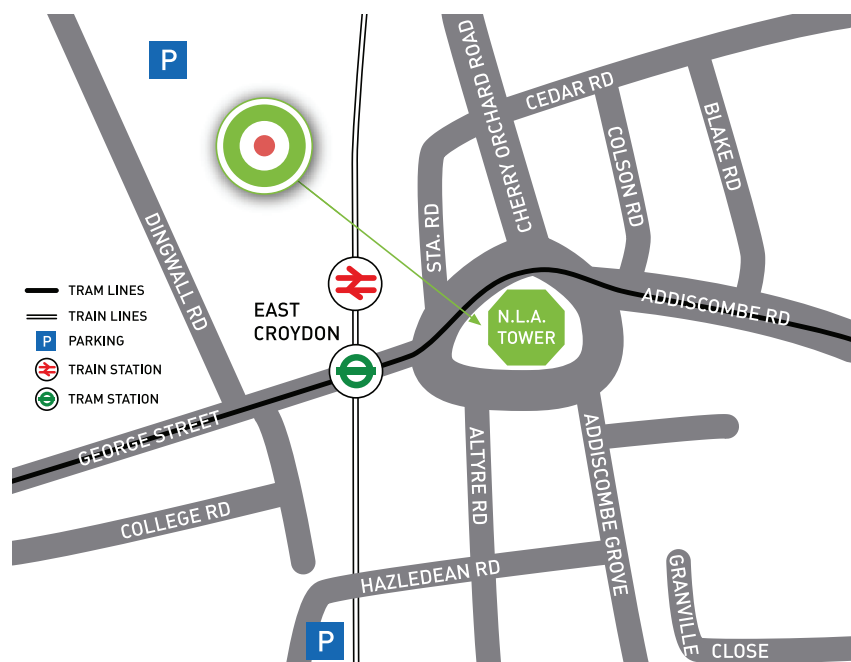 P
CHERRY ORCHARD ROAD
CEDAR RD
COLSON RD
BLAKE RD
DINGWALL RD
STA. RD
TRAM LINES
TRAIN LINES
P
PARKING
TRAIN STATION
TRAM STATION
EAST
CROYDON
N.L.A.
TOWER
ADDISCOMBE RD
GEORGE STREET
COLLEGE RD
ALTYRE RD
ADDISCOMBE GROVE
HAZLEDEAN RD
GRANVILLE
CLOSE
P